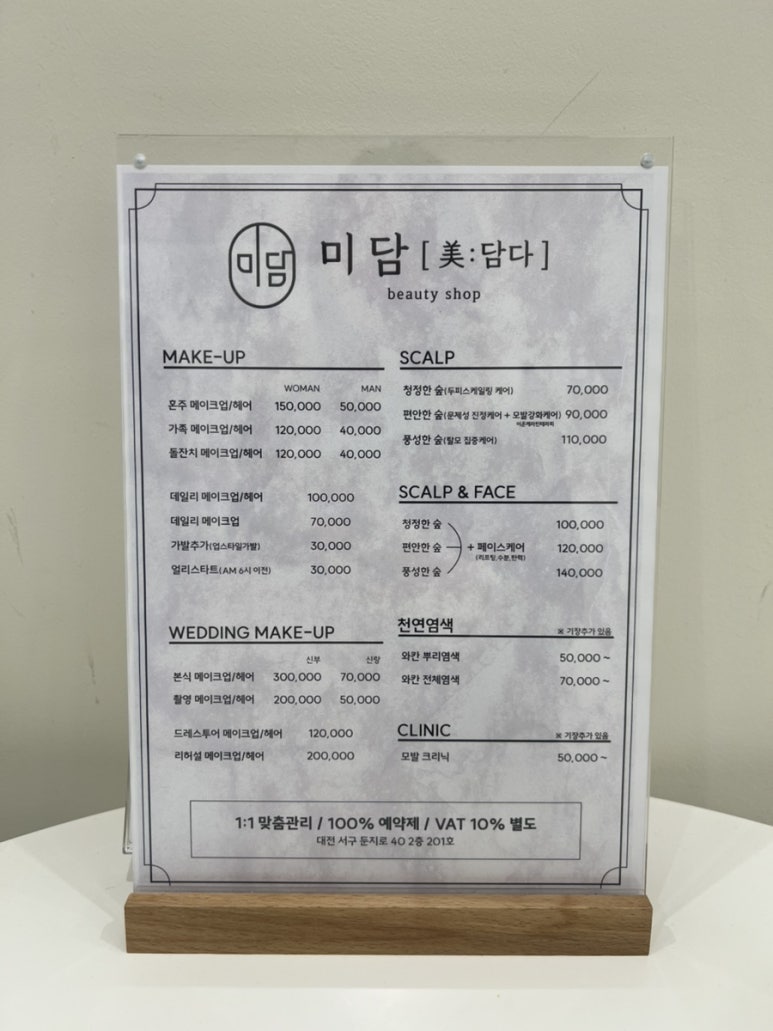 미담
미담 [美:담다]
beauty shop
MAKE-UP
WOMAN MAN
혼주 메이크업/헤어 150,000 50,000
가족 메이크업/헤어 120,000 40,000
돌잔치 메이크업/헤어 120,000 40,000
데일리 메이크업/헤어 100,000
데일리 메이크업 70,000
가발추가(업스타일가발) 30,000
얼리스타트(AM 6시 이전) 30,000
WEDDING MAKE-UP
신부 신랑
본식 메이크업/헤어 300,000 70,000
촬영 메이크업/헤어 200,000 50,000
드레스투어 메이크업/헤어 120,000
리허설 메이크업/헤어 200,000
SCALP
청정한 숲(두피스케일링 케어) 70,000
편안한 숲(문제성 진정케어 + 모발강화케어) 90,000
풍성한 숲(탈모 집중케어) 110,000
SCALP & FACE
청정한 숲 100,000
편안한 숲 + 페이스케어 120,000
(리프팅,수분,탄력)
풍성한 숲 140,000
천연염색 ※ 기장추가 있음
와칸 뿌리염색 50,000 ~
와칸 전체염색 70,000 ~
CLINIC ※ 기장추가 있음
모발 크리닉 50,000 ~
1:1 맞춤관리 / 100% 예약제 / VAT 10% 별도
대전 서구 둔지로 40 2층 201호